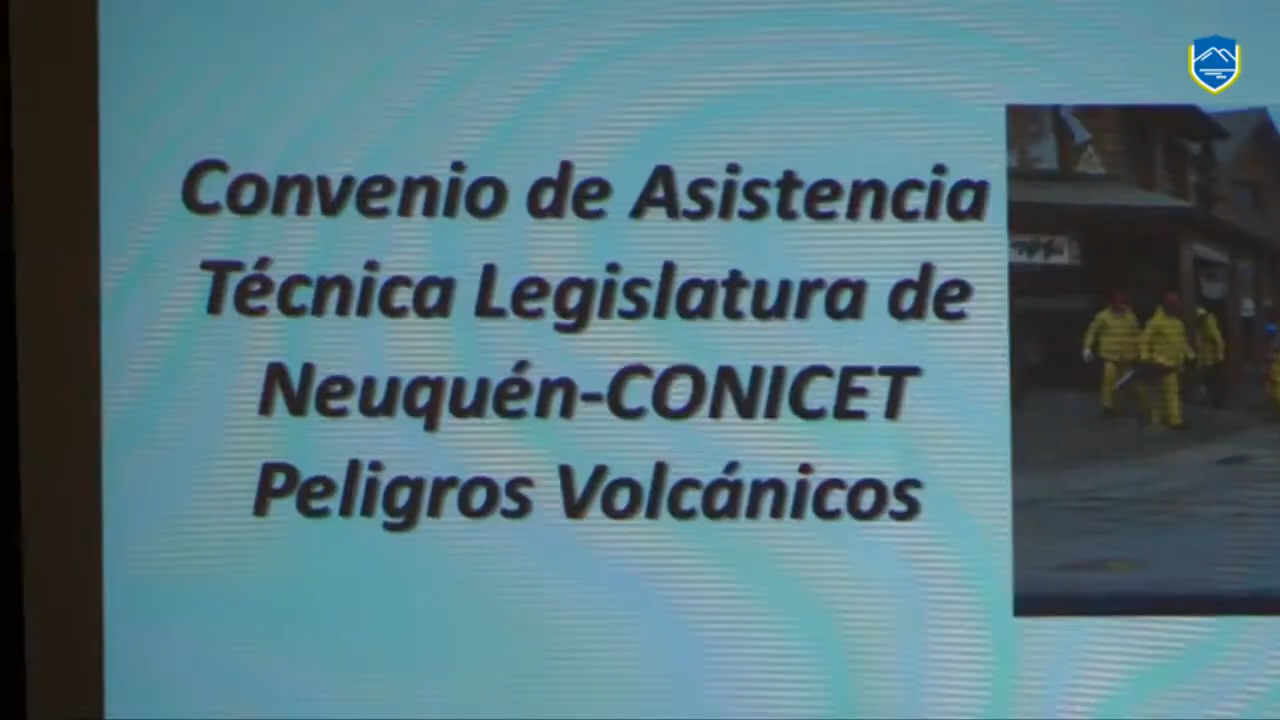 Convenio de Asistencia
Técnica Legislatura de
Neuquén-CONICET
Peligros Volcánicos